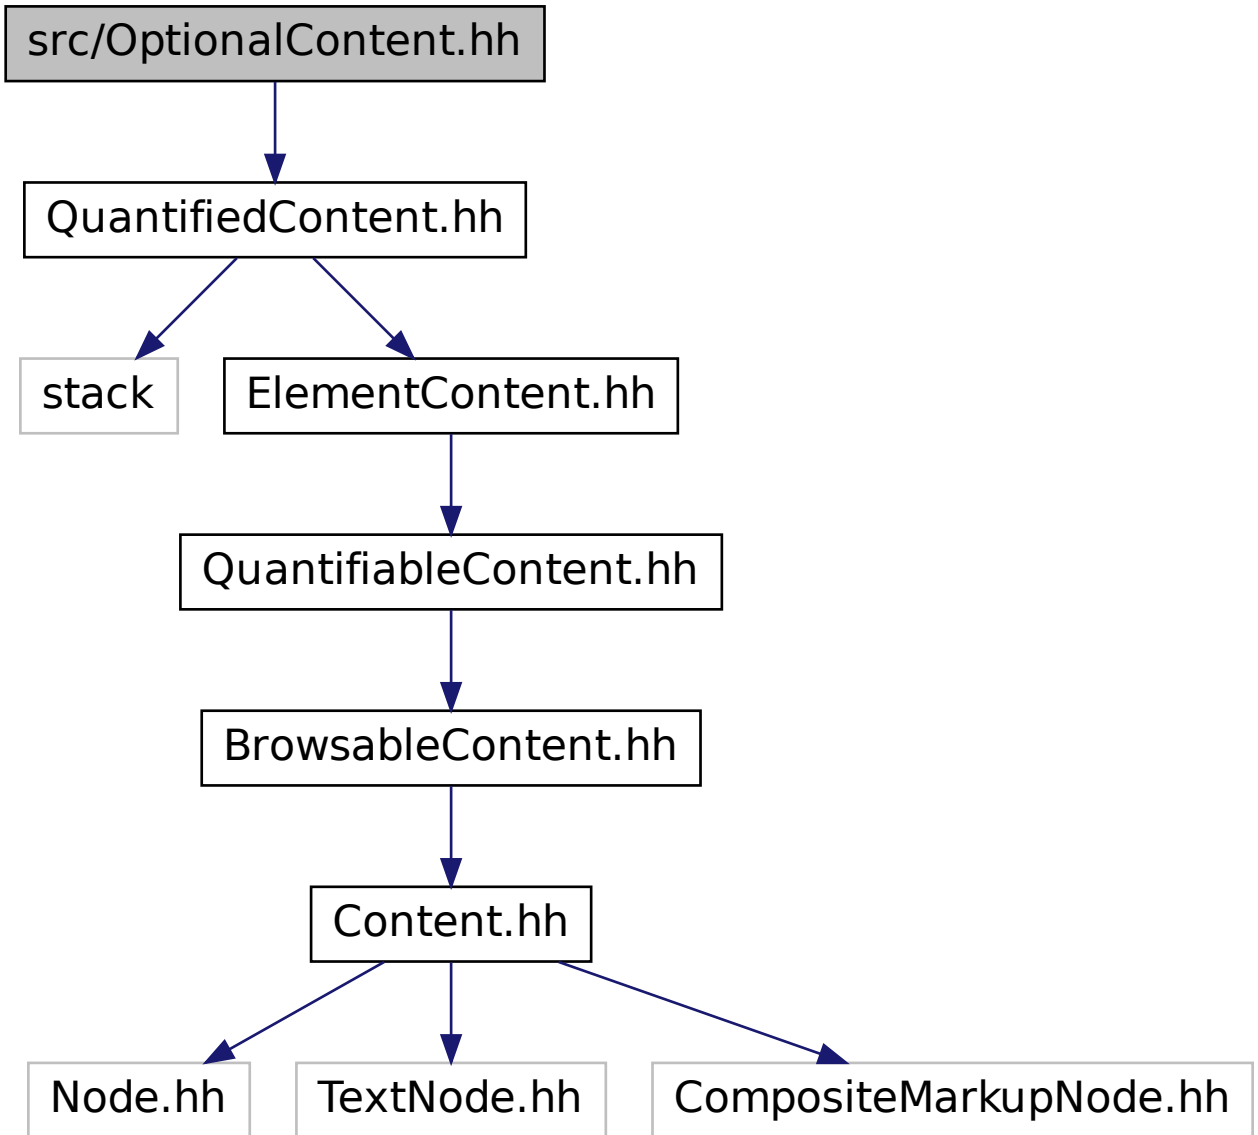 src/OptionalContent.hh
QuantifiedContent.hh
stack
ElementContent.hh
QuantifiableContent.hh
BrowsableContent.hh
Content.hh
Node.hh
TextNode.hh
CompositeMarkupNode.hh